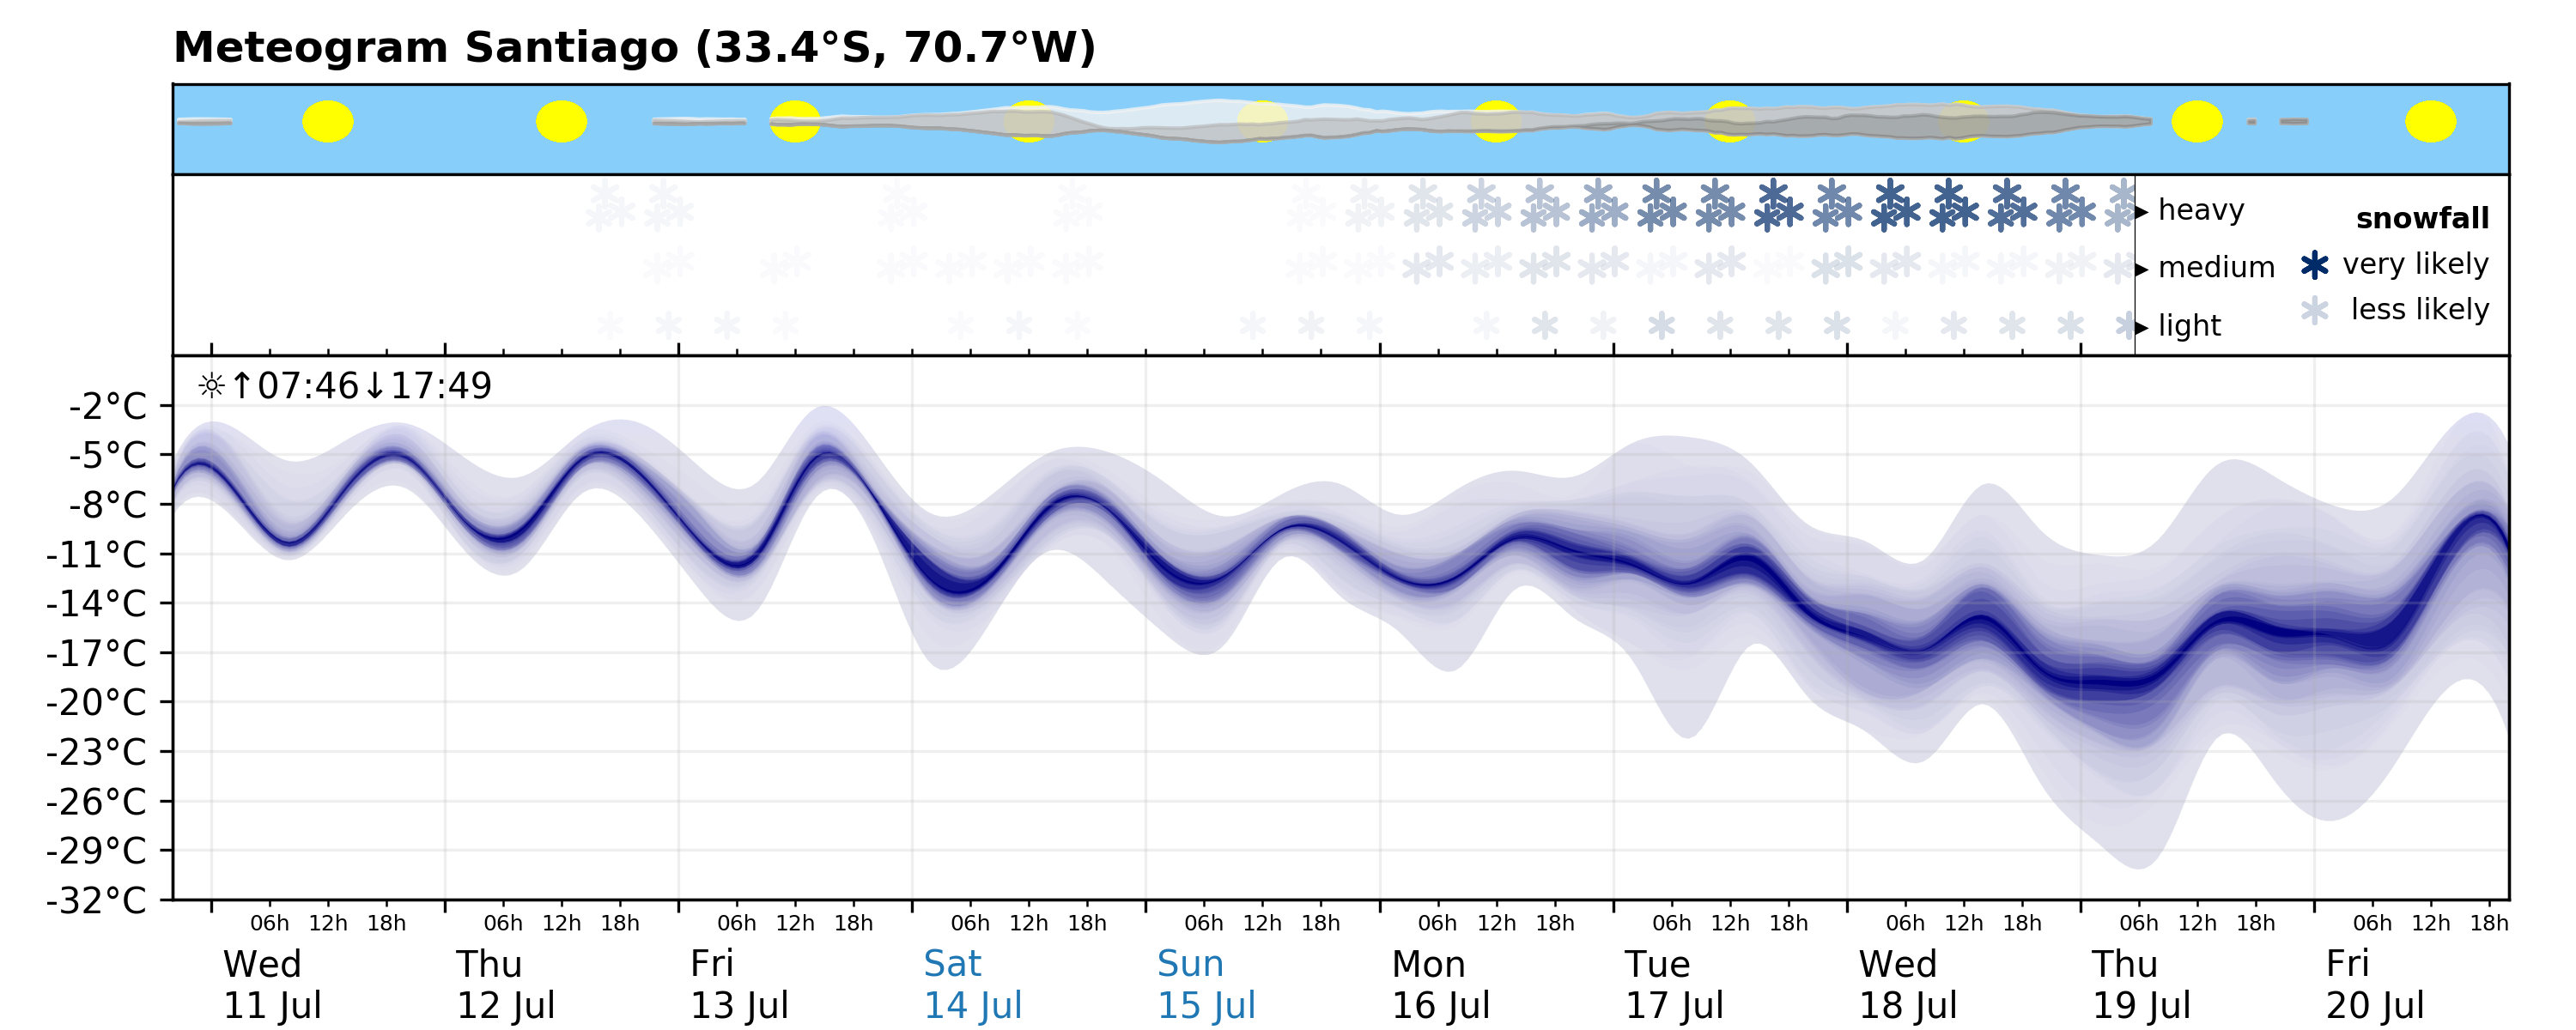 Meteogram Santiago (33.4°S, 70.7°W)
heavy
snowfall
medium
very likely
less likely
light
☼↑07:46↓17:49
-2°C
-5°C
-8°C
-11°C
-14°C
-17°C
-20°C
-23°C
-26°C
-29°C
-32°C
06h 12h 18h 06h 12h 18h 06h 12h 18h 06h 12h 18h 06h 12h 18h 06h 12h 18h 06h 12h 18h 06h 12h 18h 06h 12h 18h 06h 12h 18h
Wed Thu Fri Sat Sun Mon Tue Wed Thu Fri
11 Jul 12 Jul 13 Jul 14 Jul 15 Jul 16 Jul 17 Jul 18 Jul 19 Jul 20 Jul